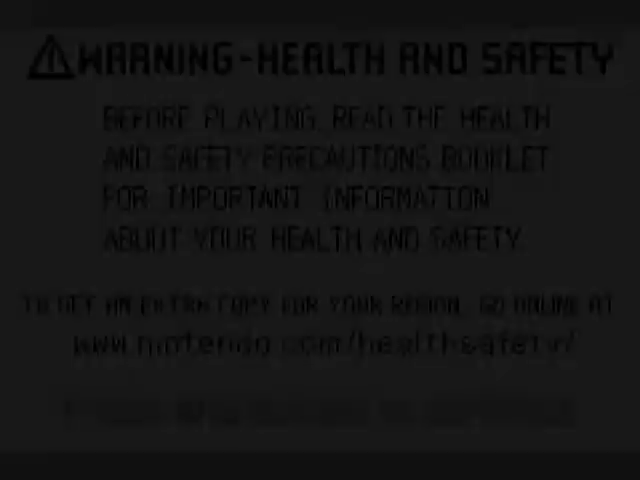 WARNING-HEALTH AND SAFETY
BEFORE PLAYING, READ THE HEALTH
AND SAFETY PRECAUTIONS BOOKLET
FOR IMPORTANT INFORMATION
ABOUT YOUR HEALTH AND SAFETY.
TO GET AN EXTRA COPY FOR YOUR REGION, GO ONLINE AT
www.nintendo.com/healthsafety/